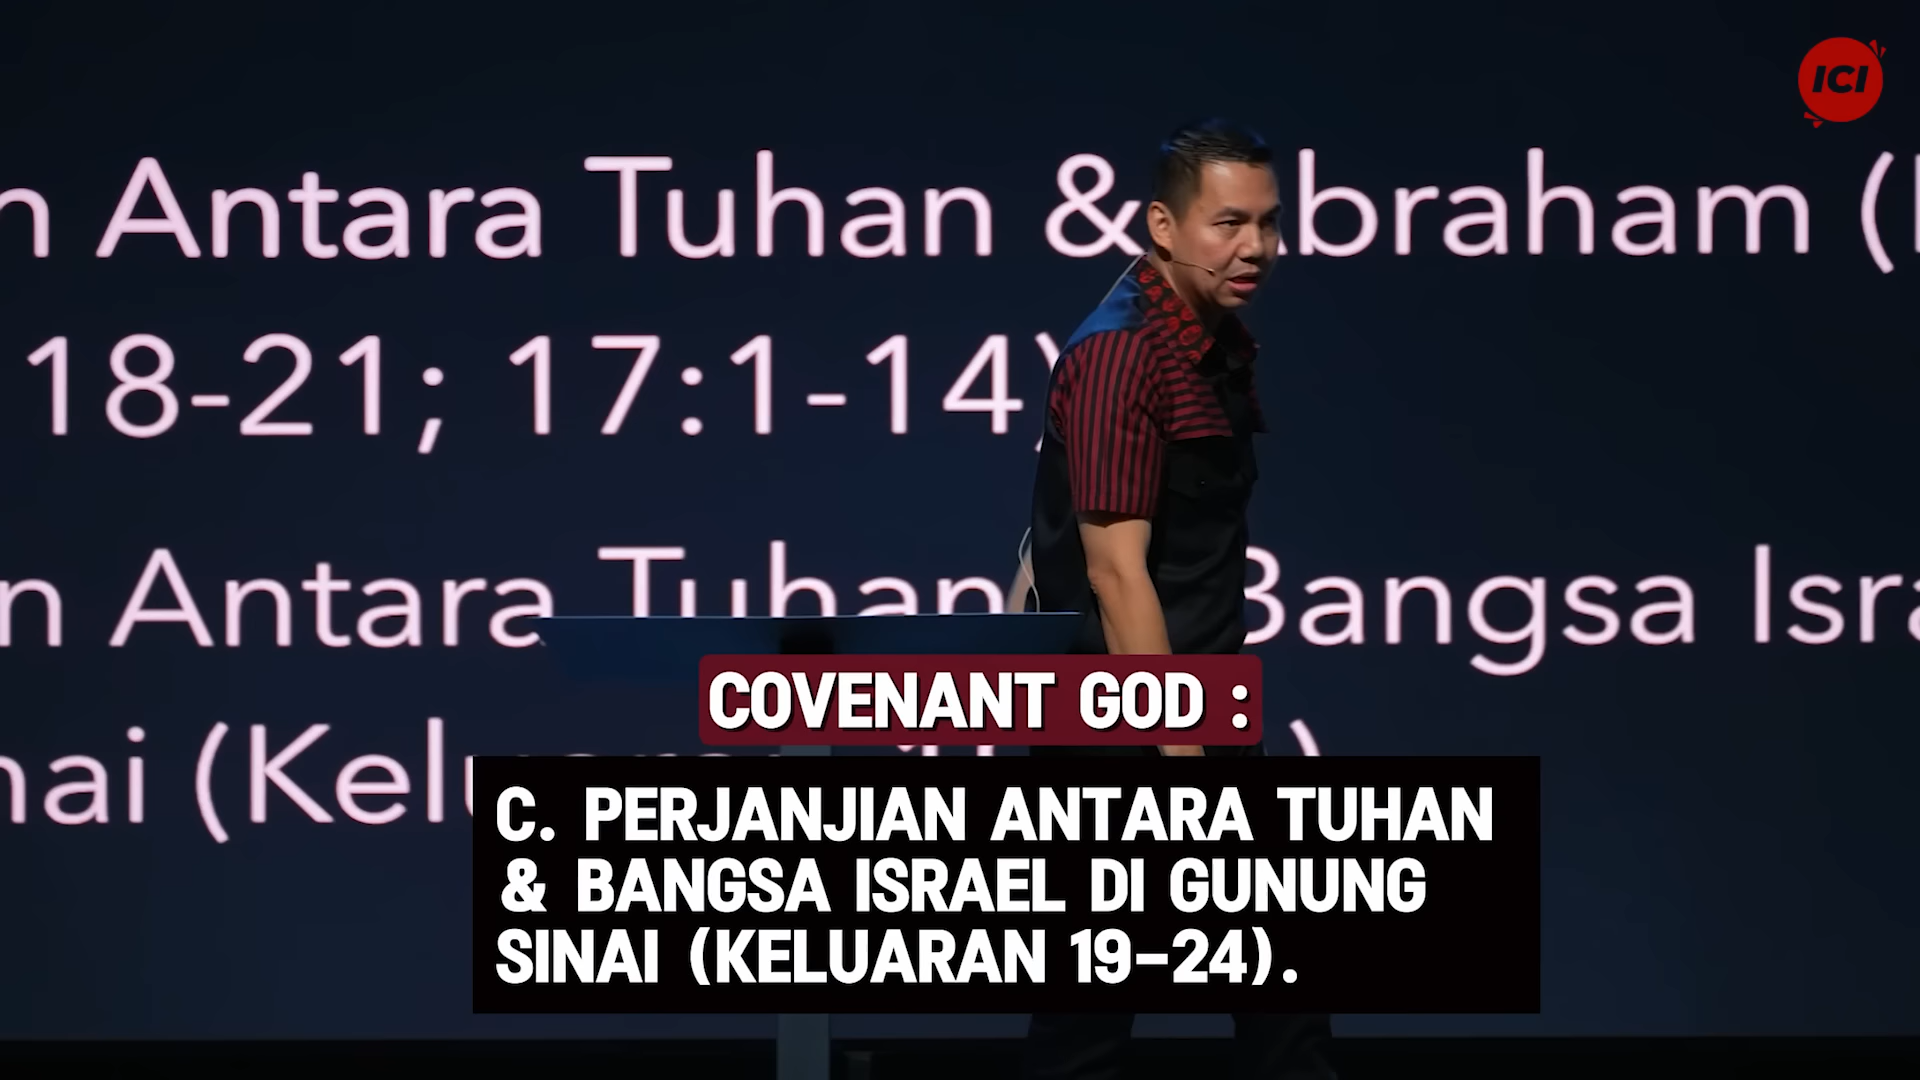 ICI
n Antara Tuhan & braham (
18-21; 17:1-14)
n Antara Tuhan Bangsa Isra
nai (Kel
COVENANT GOD :
C. PERJANJIAN ANTARA TUHAN
& BANGSA ISRAEL DI GUNUNG
SINAI (KELUARAN 19-24).